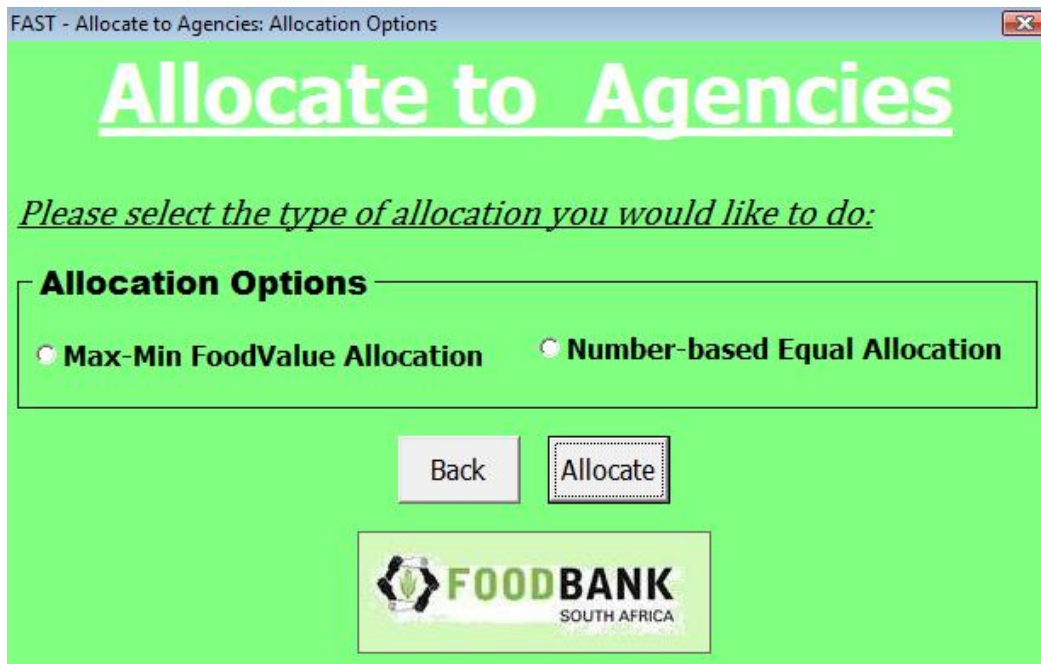 FAST - Allocate to Agencies: Allocation Options
Allocate to Agencies
Please select the type of allocation you would like to do:
Allocation Options
Max-Min FoodValue Allocation
Number-based Equal Allocation
Back
Allocate
FOODBANK
SOUTH AFRICA